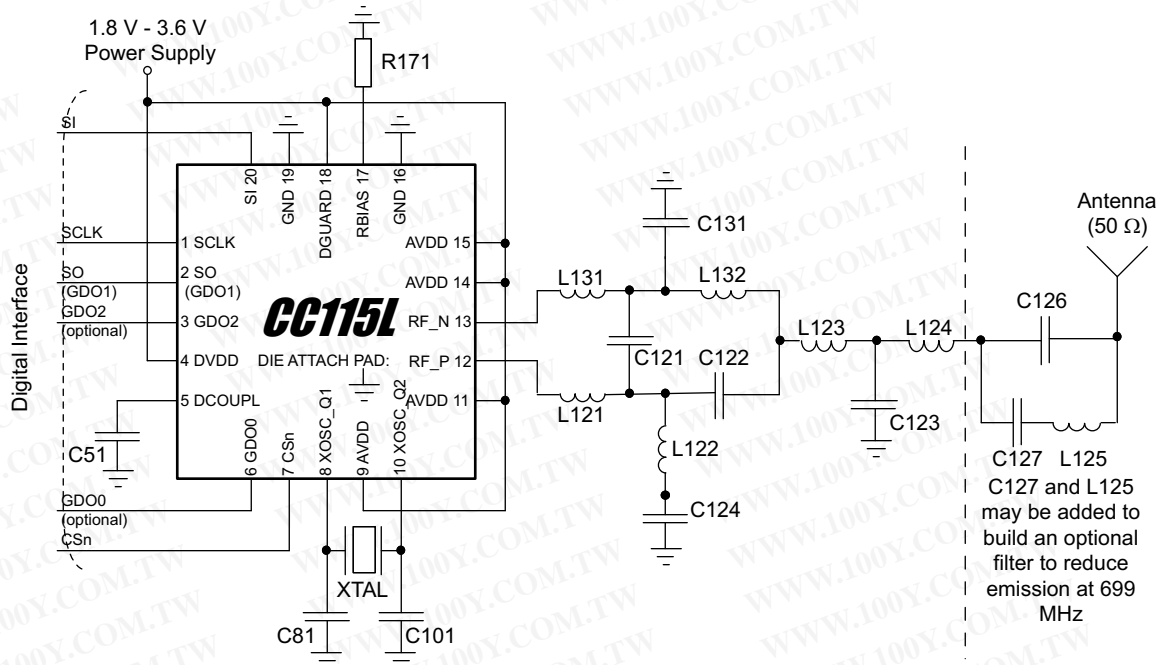 1.8 V - 3.6 V
Power Supply
R171
SI
SI 20
GND 19
DGUARD 18
RBIAS 17
GND 16
Antenna
(50 Ω)
Digital Interface
SCLK
1 SCLK
AVDD 15
C131
SO
(GDO1)
2 SO
(GDO1)
AVDD 14
L131
L132
C126
GDO2
(optional)
3 GDO2
CC115L
RF_N 13
L123
L124
C121
C122
4 DVDD
DIE ATTACH PAD:
RF_P 12
5 DCOUPL
AVDD 11
L121
C123
C51
6 GDO0
7 CSn
8 XOSC_Q1
9 AVDD
10 XOSC_Q2
L122
C127
L125
C127 and L125
may be added to
build an optional
filter to reduce
emission at 699
MHz
GDO0
(optional)
C124
CSn
XTAL
C81
C101
WWW.100Y.COM.TW